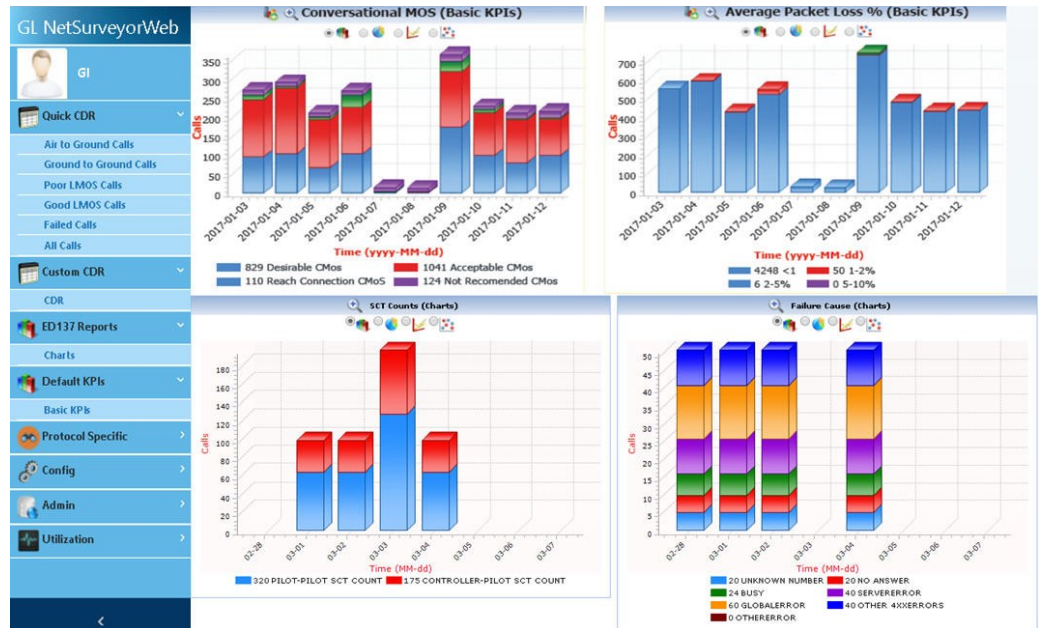 GL NetSurveyorWeb
Gl
Quick CDR
Air to Ground Calls
Ground to Ground Calls
Poor LMOS Calls
Good LMOS Calls
Failed Calls
All Calls
Custom CDR
CDR
ED137 Reports
Charts
Default KPIs
Basic KPIs
Protocol Specific
Config
Admin
Utilization
Conversational MOS (Basic KPIs)
Calls
350
300
250
200
150
100
50
0
2017-01-03
2017-01-04
2017-01-05
2017-01-06
2017-01-07
2017-01-08
2017-01-09
2017-01-10
2017-01-11
2017-01-12
Time (yyyy-MM-dd)
829 Desirable CMos
1041 Acceptable CMos
110 Reach Connection CMoS
124 Not Recomended CMos
Average Packet Loss % (Basic KPIs)
Calls
700
600
500
400
300
200
100
0
2017-01-03
2017-01-04
2017-01-05
2017-01-06
2017-01-07
2017-01-08
2017-01-09
2017-01-10
2017-01-11
2017-01-12
Time (yyyy-MM-dd)
4248 <1
50 1-2%
6 2-5%
0 5-10%
SCT Counts (Charts)
Calls
180
160
140
120
100
80
60
40
20
0
02-28
03-01
03-02
03-03
03-04
03-05
03-06
03-07
Time (MM-dd)
320 PILOT-PILOT SCT COUNT
175 CONTROLLER-PILOT SCT COUNT
Failure Cause (Charts)
Calls
50
45
40
35
30
25
20
15
10
5
0
02-28
03-01
03-02
03-03
03-04
03-05
03-06
03-07
Time (MM-dd)
20 UNKNOWN NUMBER
20 NO ANSWER
24 BUSY
40 SERVERERROR
60 GLOBALERROR
40 OTHER 4XXERRORS
0 OTHERERROR